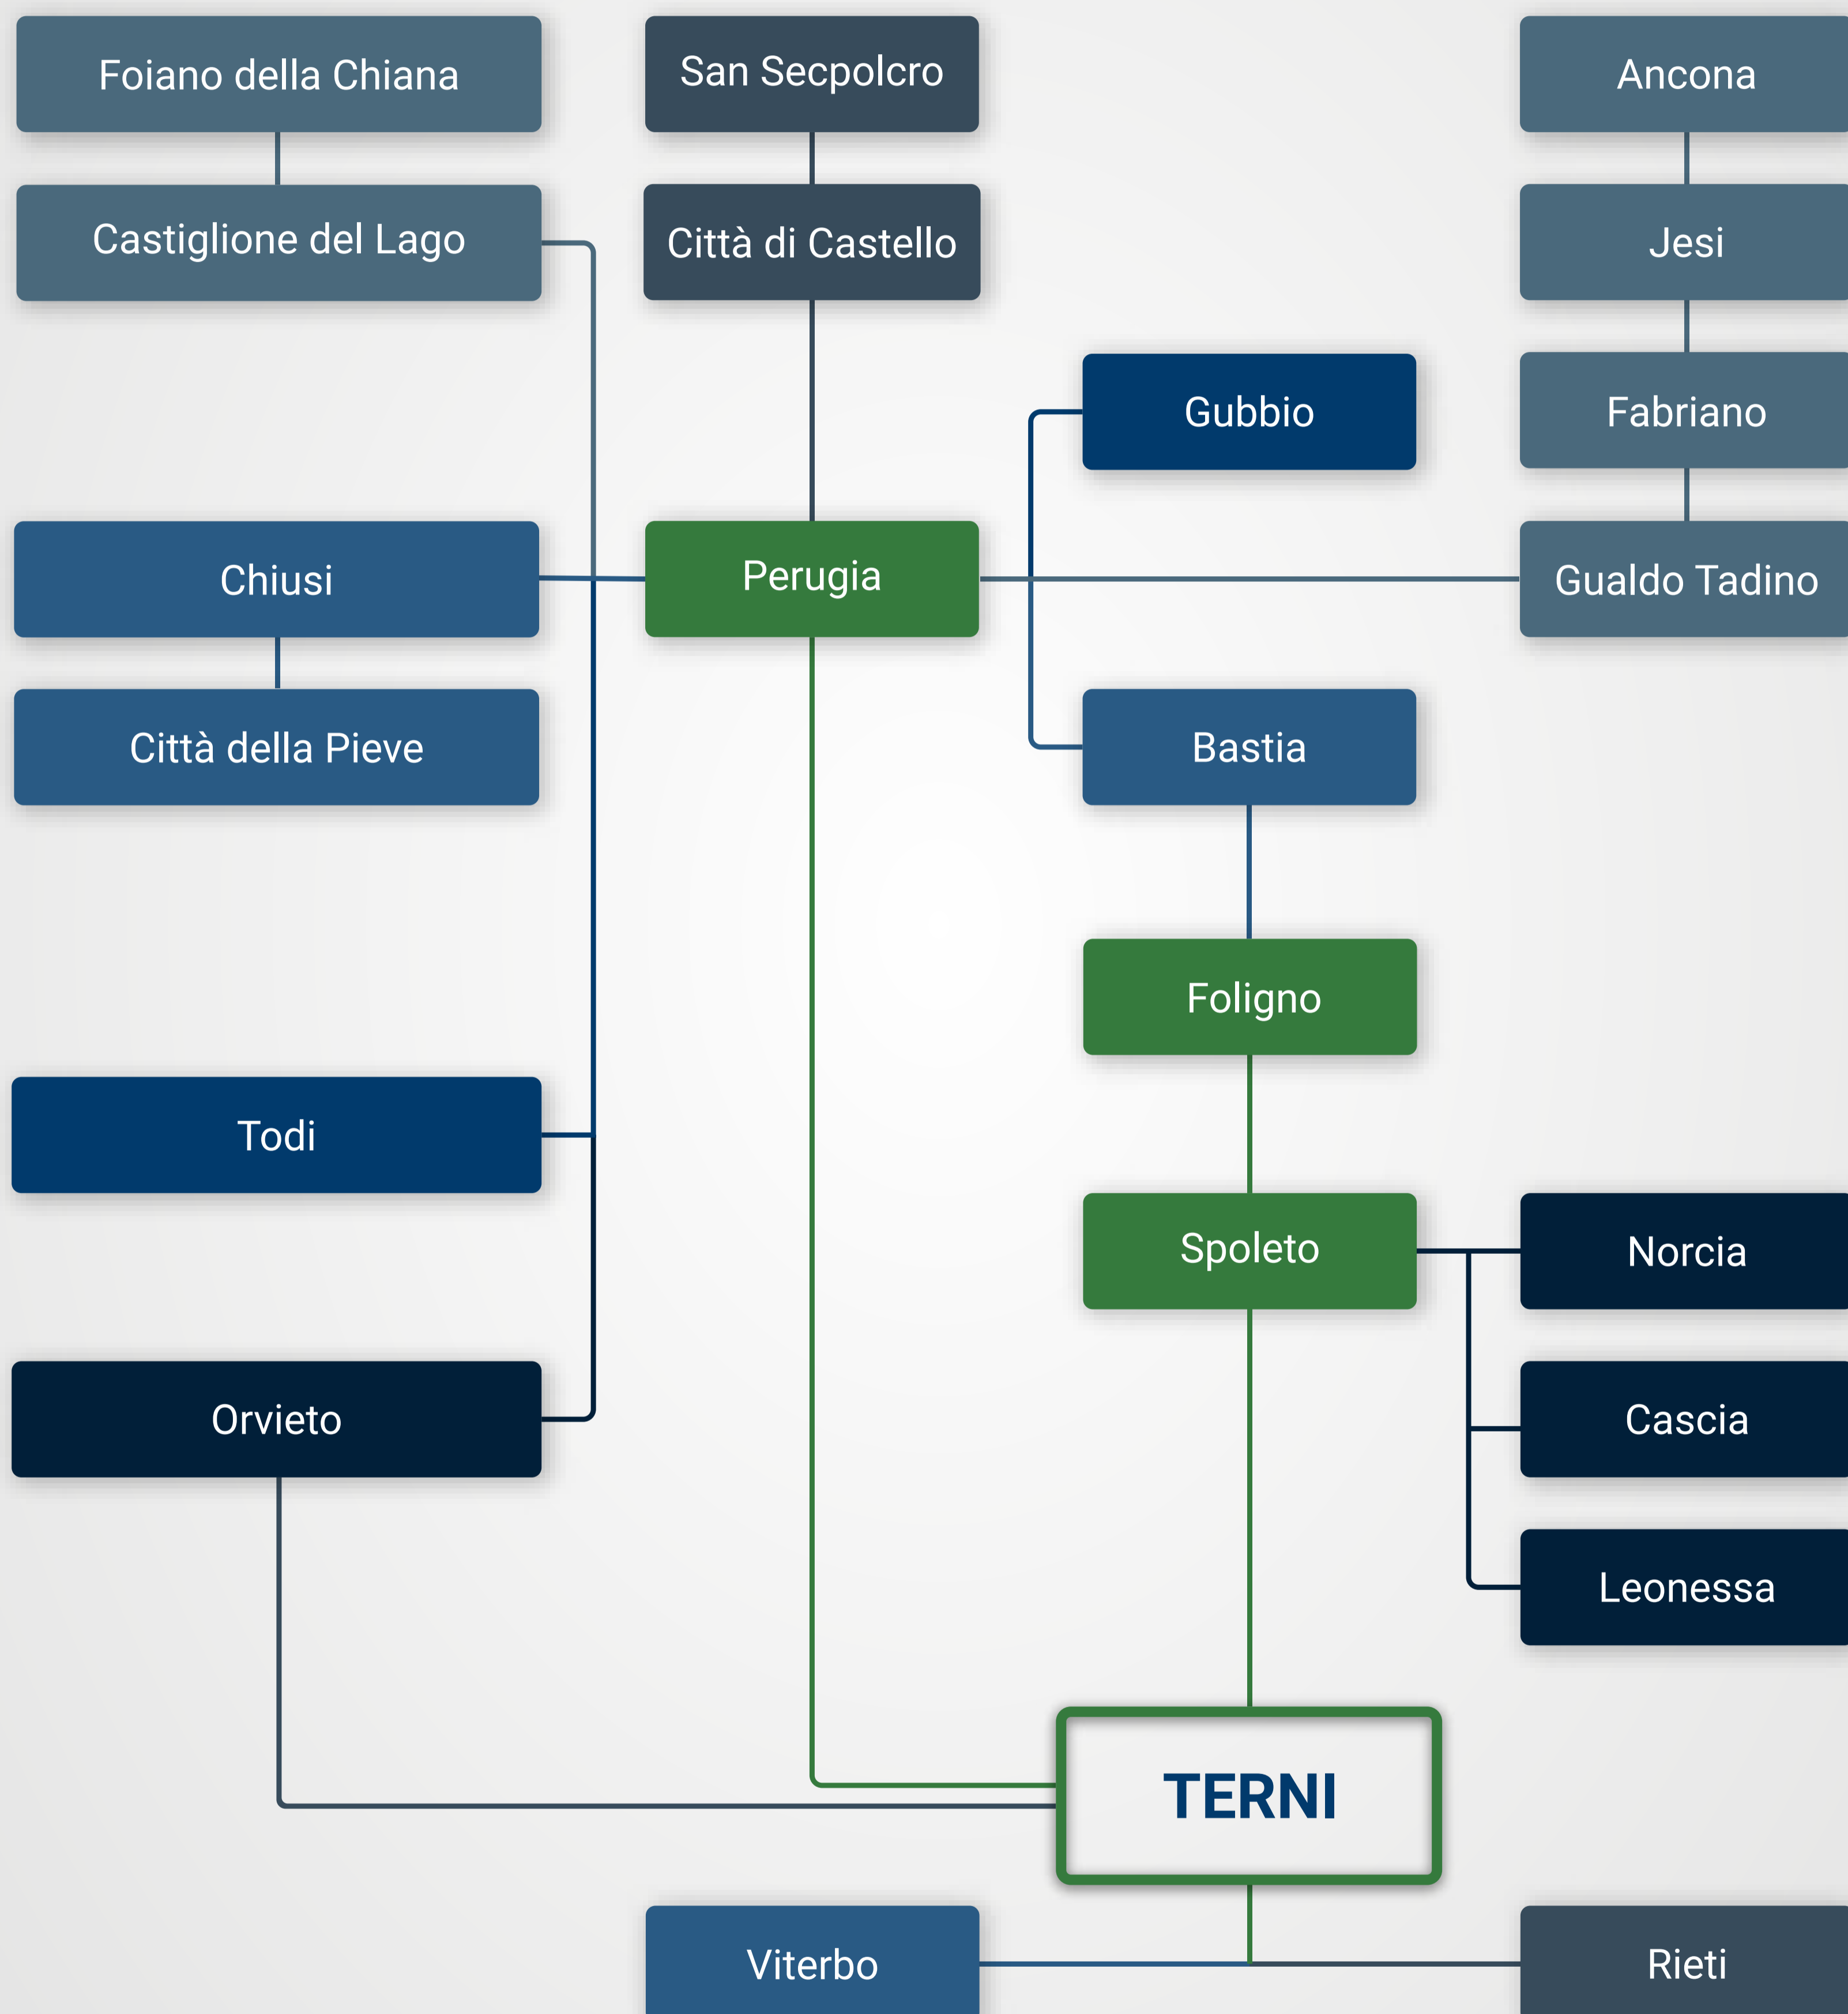 Foiano della Chiana
San Secpolcro
Ancona
Castiglione del Lago
Città di Castello
Jesi
Gubbio
Fabriano
Chiusi
Perugia
Gualdo Tadino
Città della Pieve
Bastia
Foligno
Todi
Spoleto
Norcia
Orvieto
Cascia
Leonessa
TERNI
Viterbo
Rieti